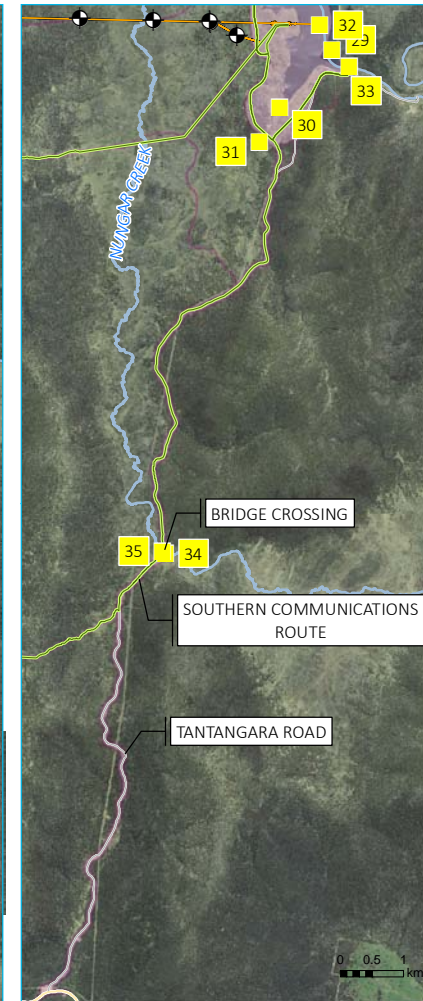 32
29
33
30
31
NUNGAR CREEK
BRIDGE CROSSING
35
34
SOUTHERN COMMUNICATIONS
ROUTE
TANTANGARA ROAD
0 0.5 1
km